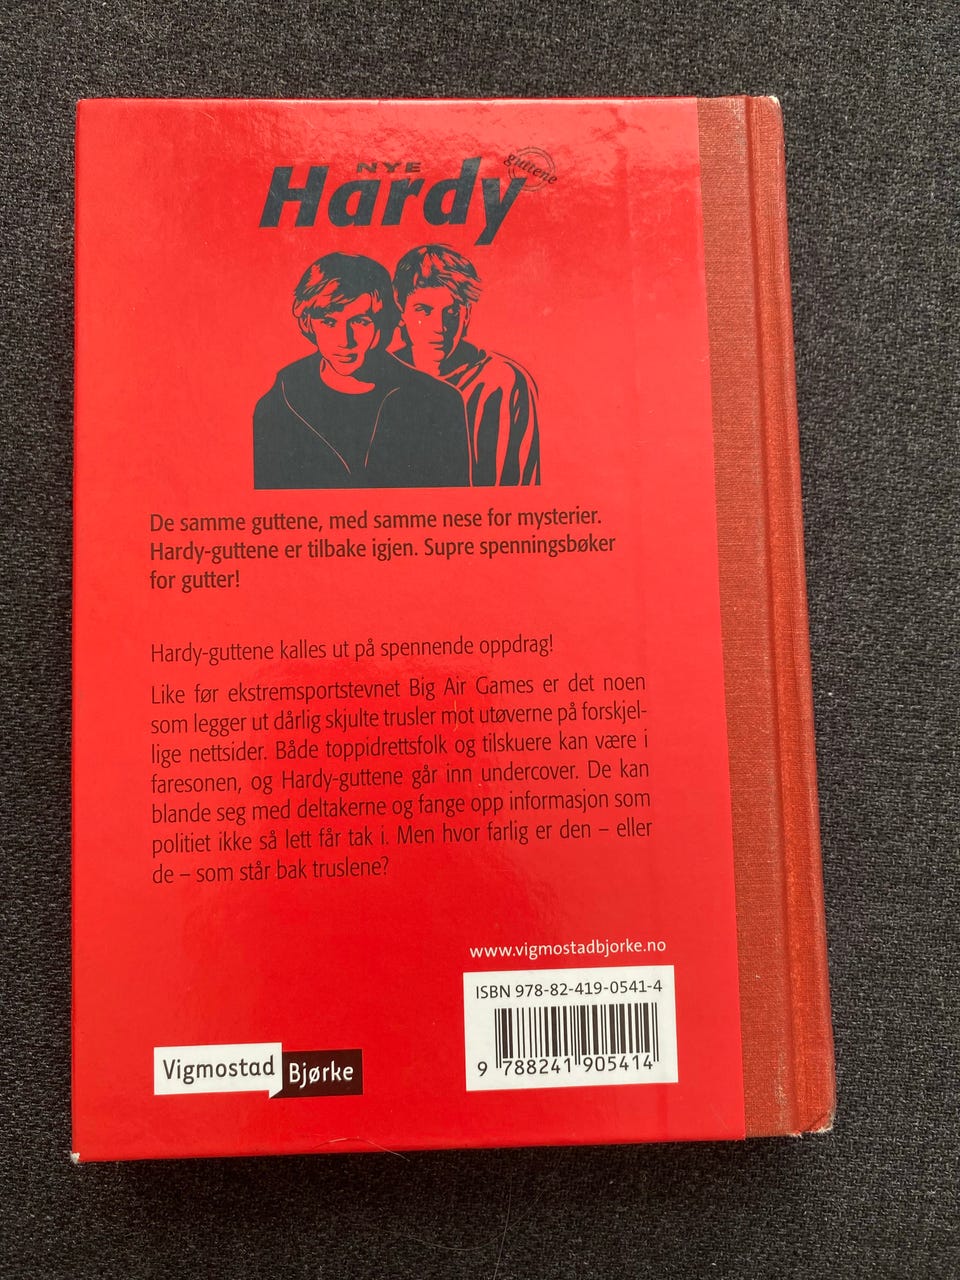 NYE
Hardy
guttene
De samme guttene, med samme nese for mysterier.
Hardy-guttene er tilbake igjen. Supre spenningsbøker
for gutter!
Hardy-guttene kalles ut på spennende oppdrag!
Like før ekstremsportstevnet Big Air Games er det noen
som legger ut dårlig skjulte trusler mot utøverne på forskjel-
lige nettsider. Både toppidrettsfolk og tilskuere kan være i
faresonen, og Hardy-guttene går inn undercover. De kan
blande seg med deltakerne og fange opp informasjon som
politiet ikke så lett får tak i. Men hvor farlig er den – eller
de – som står bak truslene?
www.vigmostadbjorke.no
ISBN 978-82-419-0541-4
9 788241 905414
Vigmostad
Bjørke